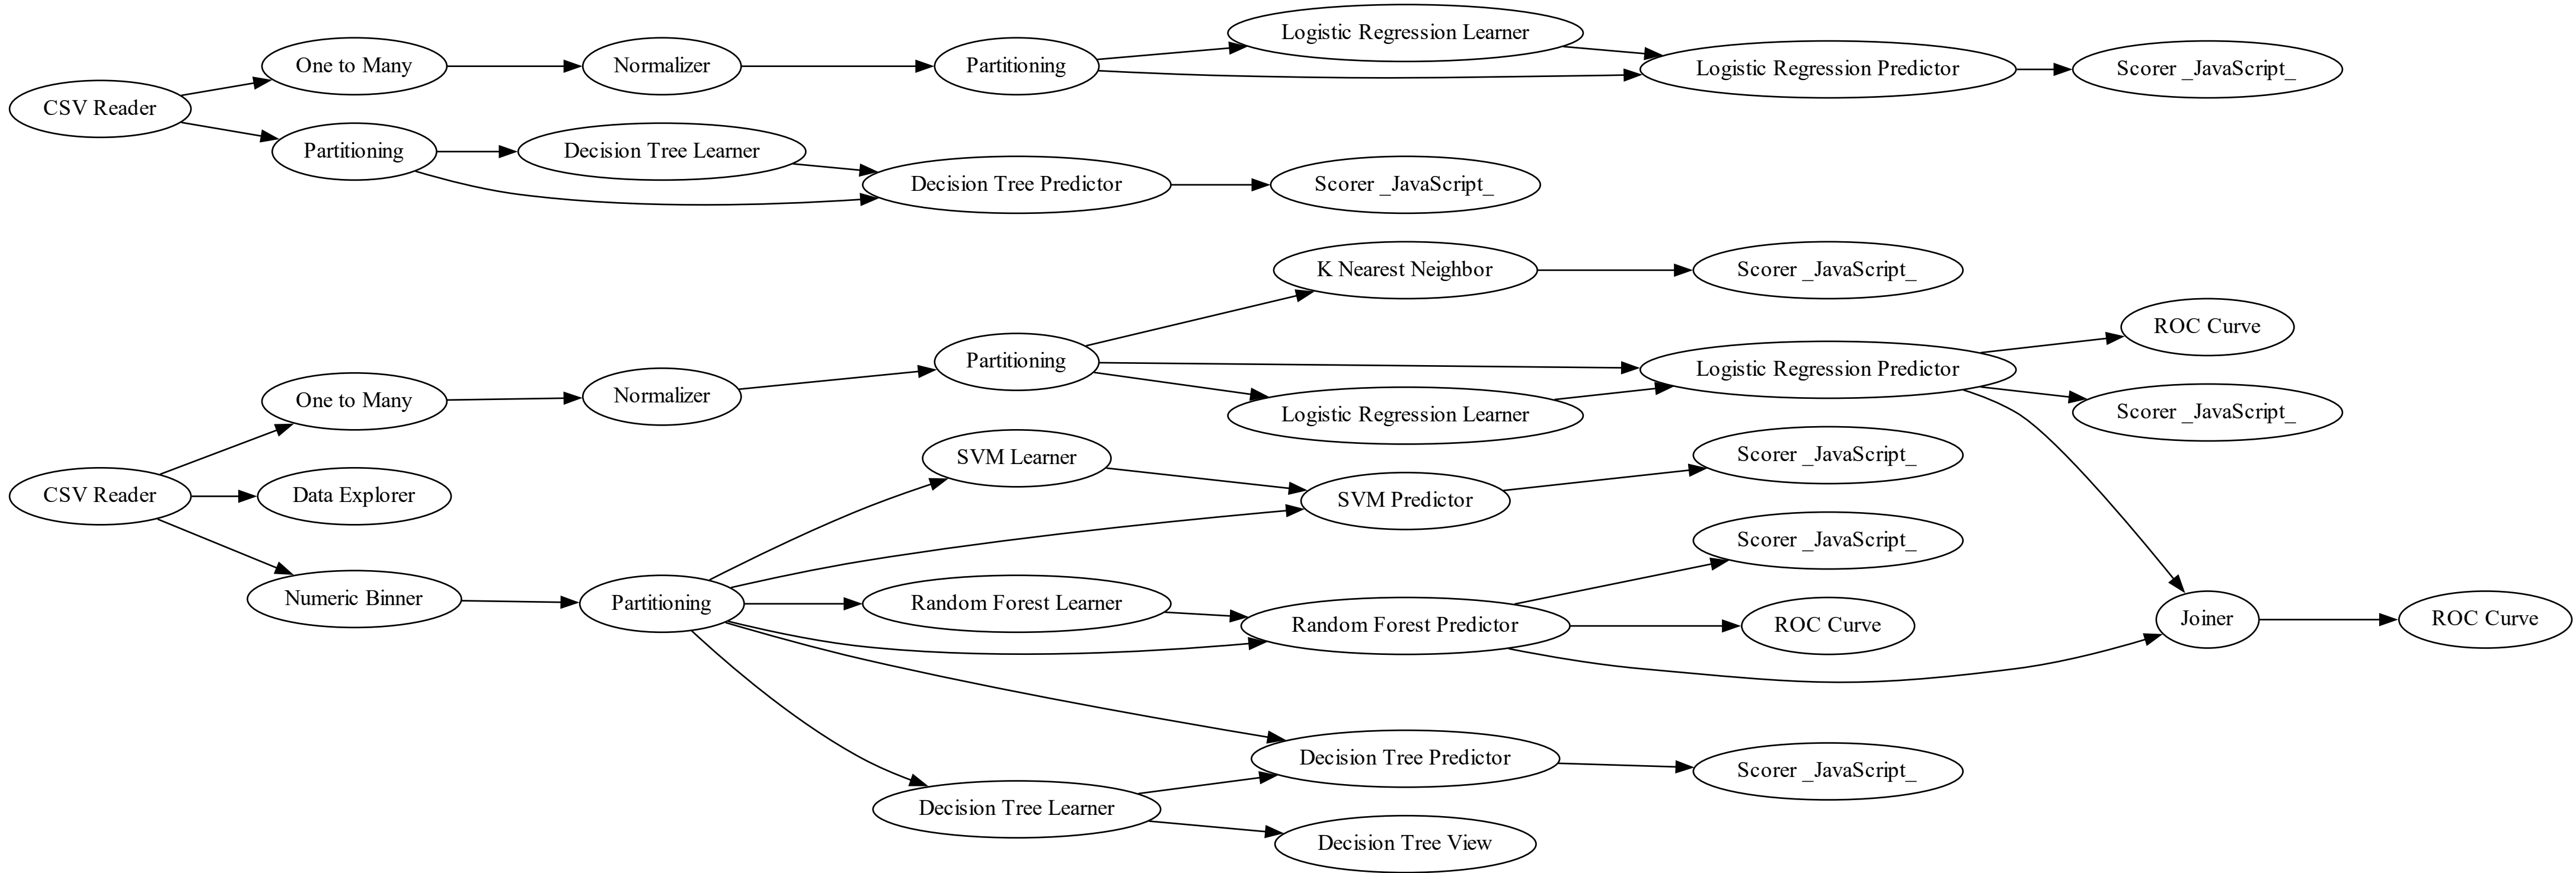 Logistic Regression Learner
One to Many
Normalizer
Partitioning
Logistic Regression Predictor
Scorer _JavaScript_
CSV Reader
Partitioning
Decision Tree Learner
Decision Tree Predictor
Scorer _JavaScript_
K Nearest Neighbor
Scorer _JavaScript_
ROC Curve
Partitioning
Logistic Regression Predictor
One to Many
Normalizer
Logistic Regression Learner
Scorer _JavaScript_
SVM Learner
Scorer _JavaScript_
CSV Reader
Data Explorer
SVM Predictor
Scorer _JavaScript_
Numeric Binner
Partitioning
Random Forest Learner
Random Forest Predictor
ROC Curve
Joiner
ROC Curve
Decision Tree Predictor
Scorer _JavaScript_
Decision Tree Learner
Decision Tree View